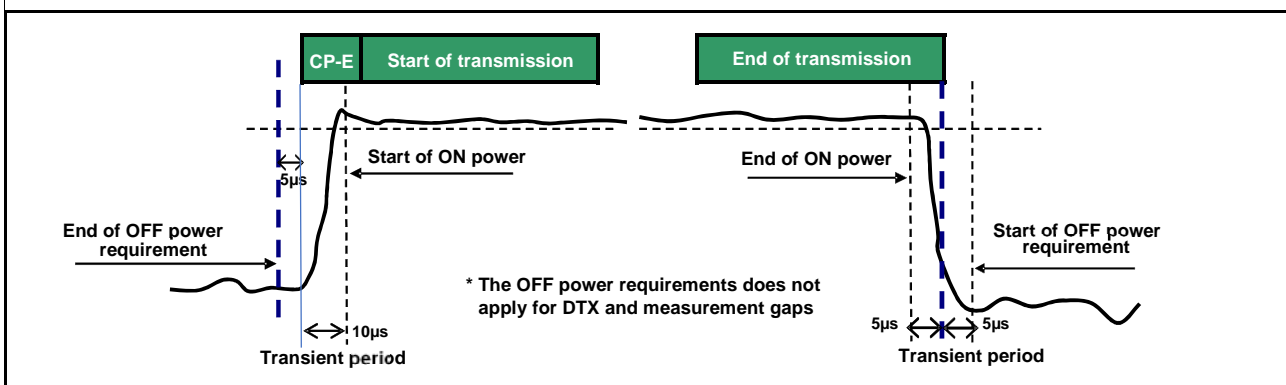 CP-E
Start of transmission
End of transmission
5µs
Start of ON power
End of ON power
End of OFF power
requirement
Start of OFF power
requirement
* The OFF power requirements does not
apply for DTX and measurement gaps
10µs
Transient period
5µs
5µs
Transient period